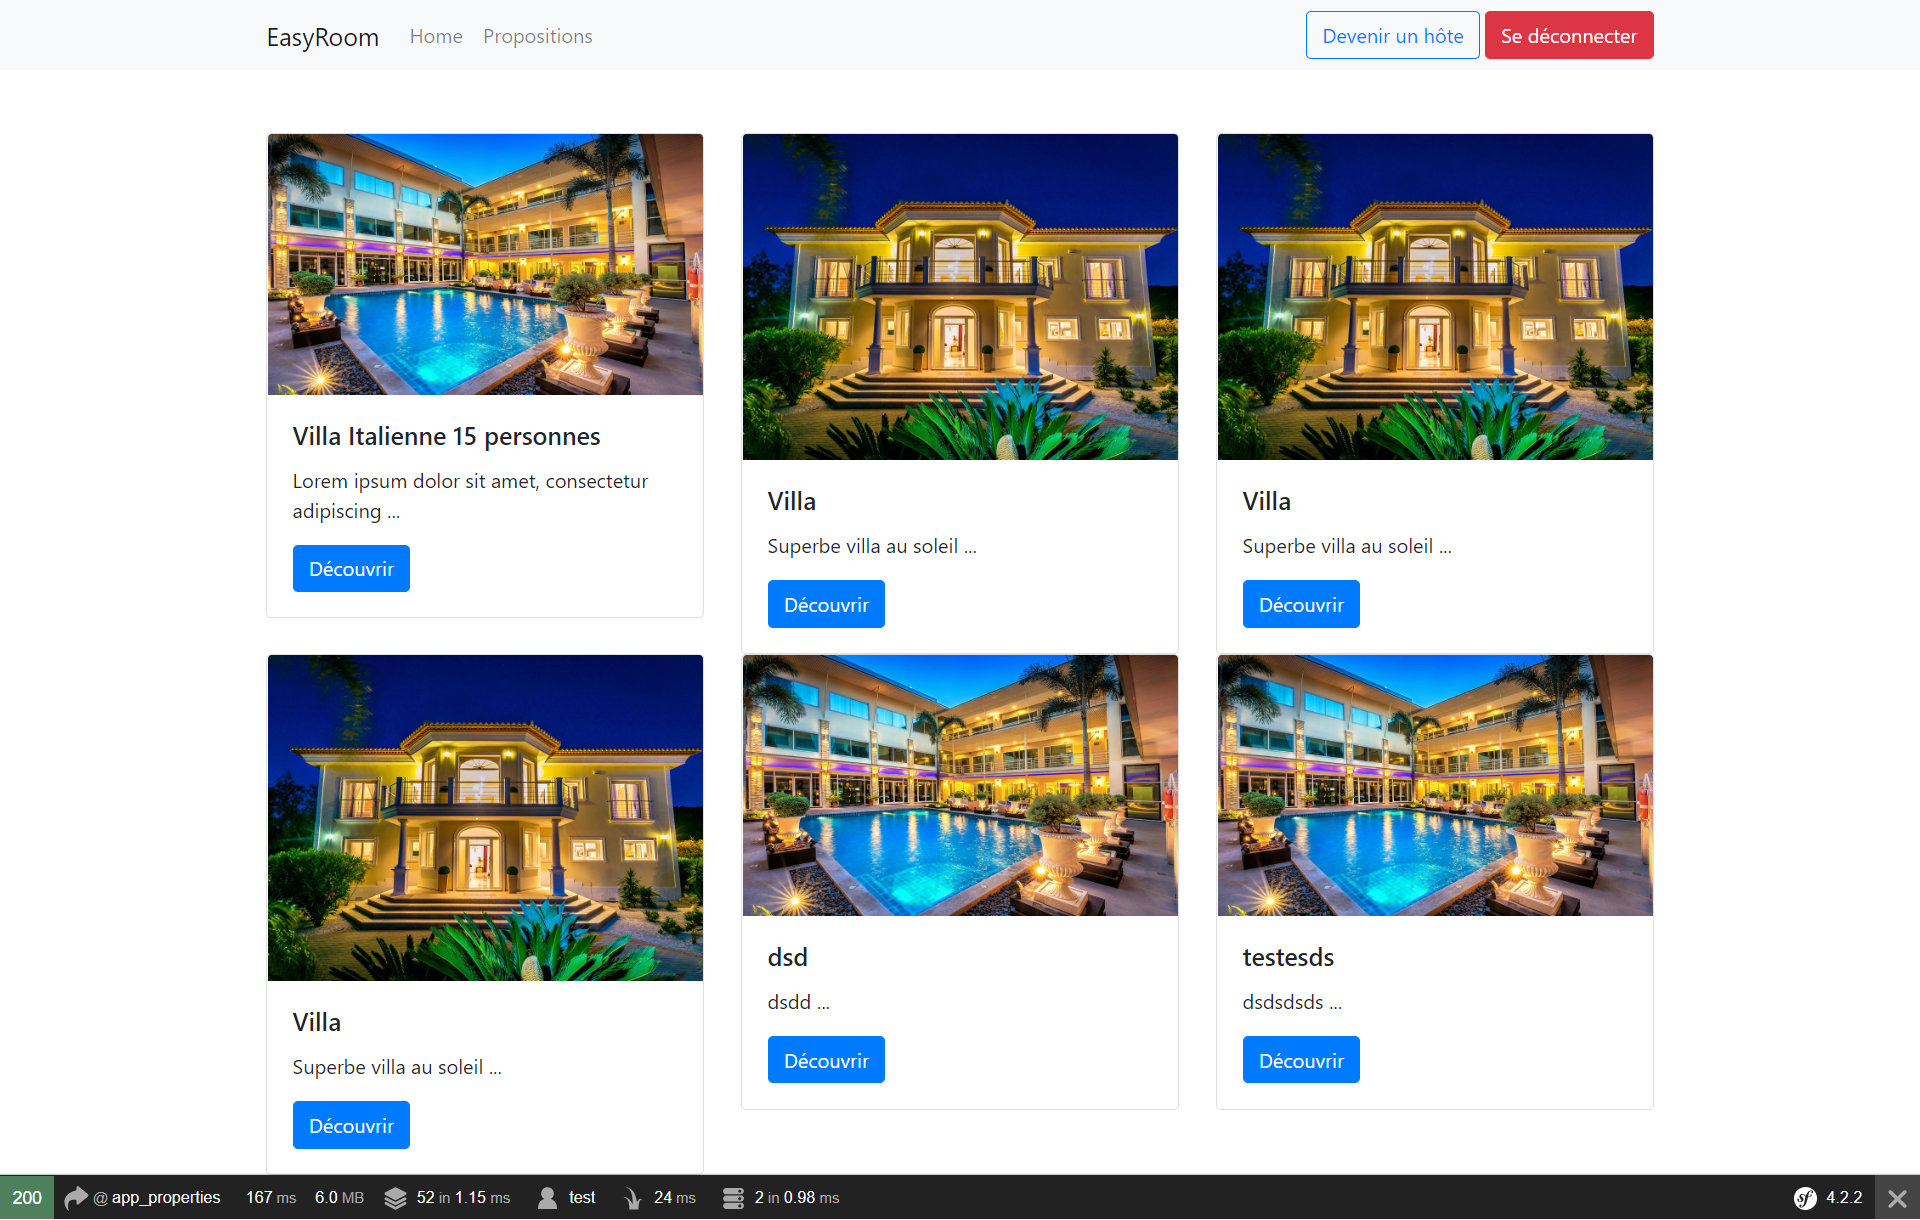 EasyRoom Home Propositions Devenir un hôte Se déconnecter
Villa Italienne 15 personnes
Lorem ipsum dolor sit amet, consectetur
adipiscing ...
Découvrir
Villa
Superbe villa au soleil ...
Découvrir
Villa
Superbe villa au soleil ...
Découvrir
Villa
Superbe villa au soleil ...
Découvrir
dsd
dsdd ...
Découvrir
testesds
dsdsdsds ...
Découvrir
200 @ app_properties 167 ms 6.0 MB 52 in 1.15 ms test 24 ms 2 in 0.98 ms sf 4.2.2